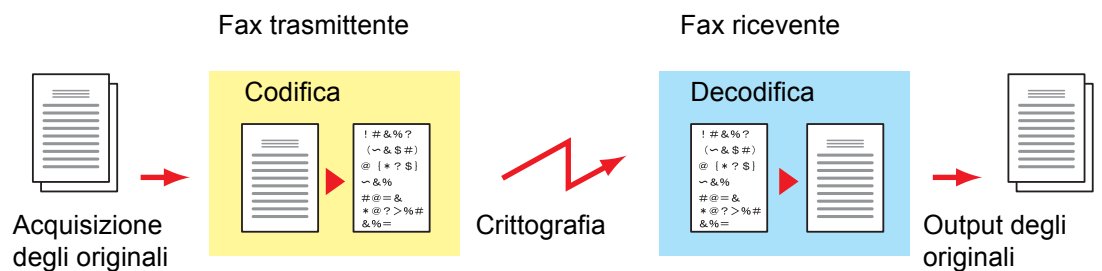 Fax trasmittente
Fax ricevente
Codifica
Decodifica
!#&%?
(~&$#)
@{*?$}
~&%
#@=&
*@?>%#
&%=
!#&%?
(~&$#)
@{*?$}
~&%
#@=&
*@?>%#
&%=
Acquisizione
degli originali
Crittografia
Output degli
originali